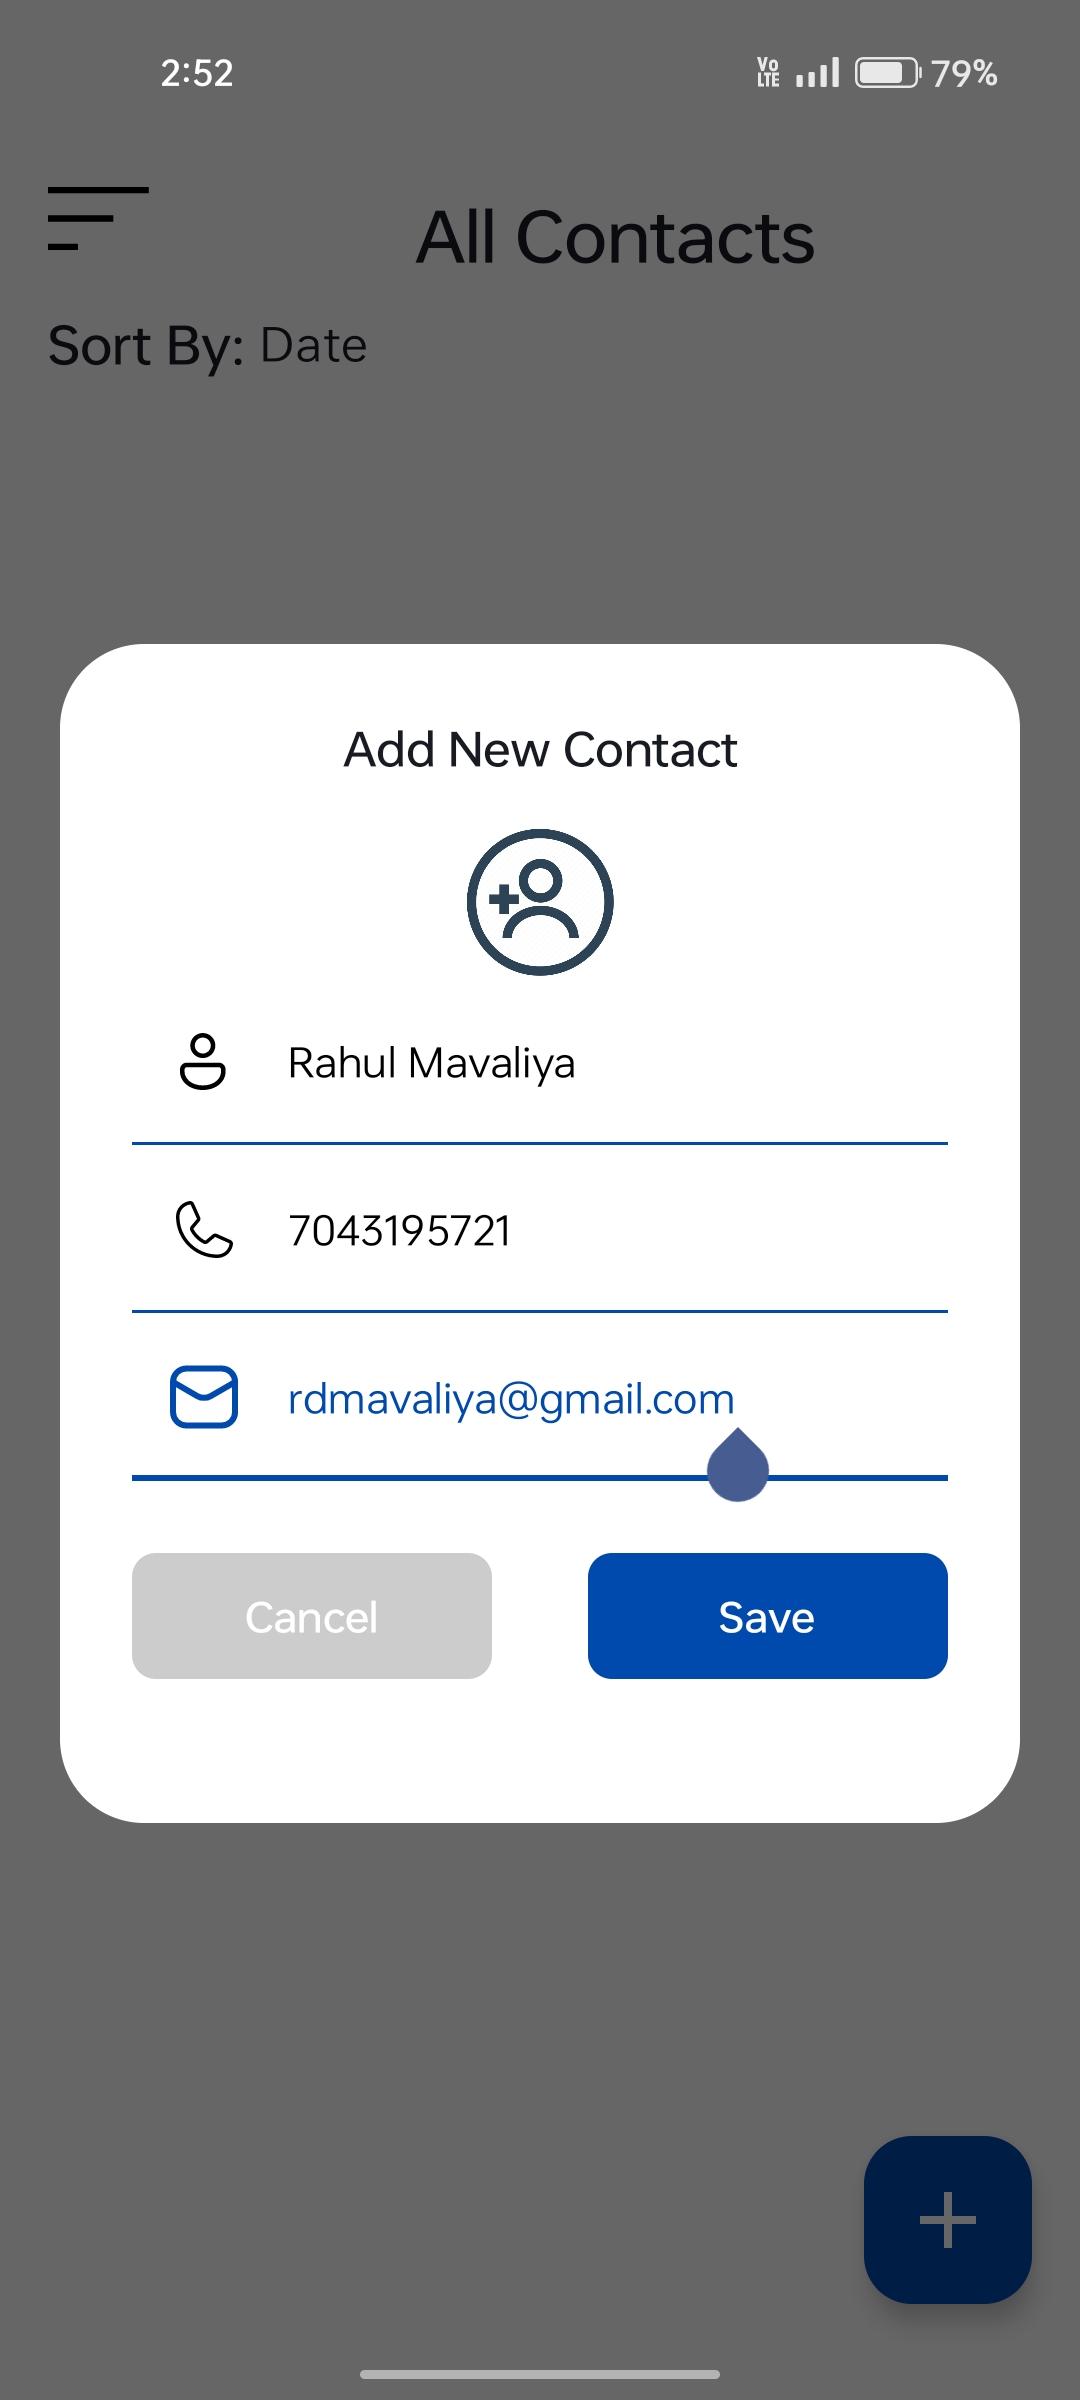 2:52
Vo LTE 79%
All Contacts
Sort By: Date
Add New Contact
Rahul Mavaliya
7043195721
rdmavaliya@gmail.com
Cancel
Save